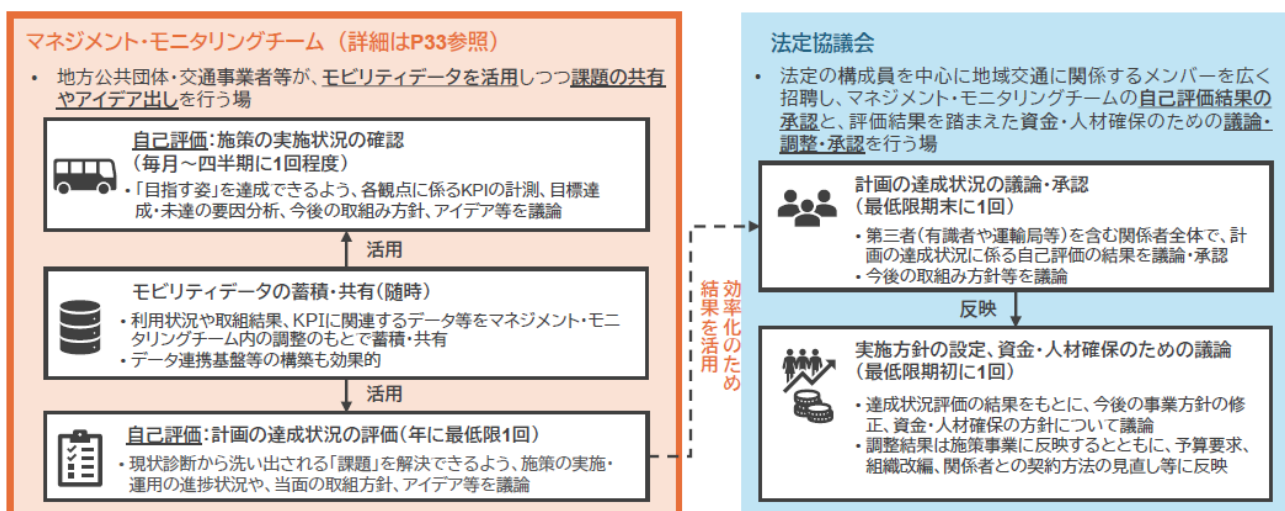 マネジメント・モニタリングチーム（詳細はP33参照）
• 地方公共団体・交通事業者等が、モビリティデータを活用しつつ課題の共有
やアイデア出しを行う場
自己評価：施策の実施状況の確認
（毎月～四半期に1回程度）
・「目指す姿」を達成できるよう、各観点に係るKPIの計測、目標達
成・未達の要因分析、今後の取組み方針、アイデア等を議論
活用
モビリティデータの蓄積・共有（随時）
・利用状況や取組結果、KPIに関連するデータ等をマネジメント・モニ
タリングチーム内の調整のもとで蓄積・共有
・データ連携基盤等の構築も効果的
活用
自己評価：計画の達成状況の評価（年に最低限1回）
・現状診断から洗い出される「課題」を解決できるよう、施策の実施・
運用の進捗状況や、当面の取組方針、アイデア等を議論
効率化のため
結果を活用
法定協議会
• 法定の構成員を中心に地域交通に関係するメンバーを広く
招聘し、マネジメント・モニタリングチームの自己評価結果の
承認と、評価結果を踏まえた資金・人材確保のための議論・
調整・承認を行う場
計画の達成状況の議論・承認
（最低限期末に1回）
・第三者（有識者や運輸局等）を含む関係者全体で、計
画の達成状況に係る自己評価の結果を議論・承認
・今後の取組み方針等を議論
反映
実施方針の設定、資金・人材確保のための議論
（最低限期初に1回）
・達成状況評価の結果をもとに、今後の事業方針の修
正、資金・人材確保の方針について議論
・調整結果は施策事業に反映するとともに、予算要求、
組織改編、関係者との契約方法の見直し等に反映